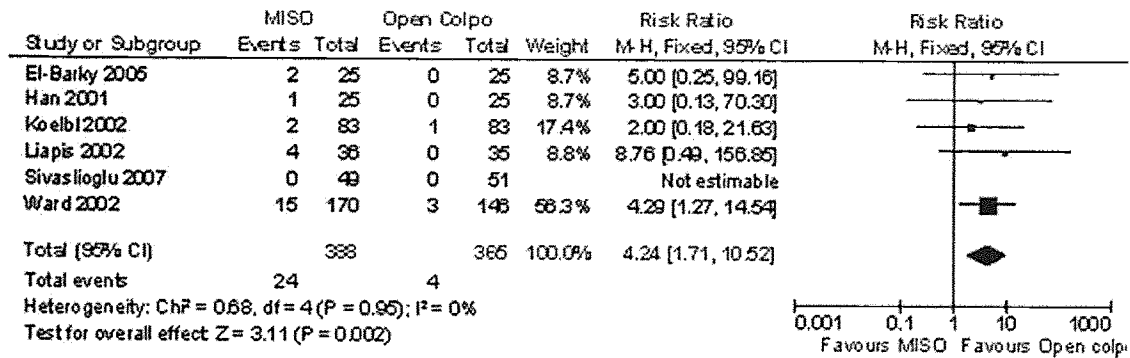 MISO Open Colpo Risk Ratio Risk Ratio
Study or Subgroup Events Total Events Total Weight M-H, Fixed, 95% CI M-H, Fixed, 95% CI
El-Barky 2005 2 25 0 25 8.7% 5.00 [0.25, 99.16]
Han 2001 1 25 0 25 8.7% 3.00 [0.13, 70.30]
Koelbl 2002 2 83 1 83 17.4% 2.00 [0.18, 21.63]
Liapis 2002 4 36 0 35 8.8% 8.76 [0.49, 156.85]
Sivaslioglu 2007 0 49 0 51 Not estimable
Ward 2002 15 170 3 146 56.3% 4.29 [1.27, 14.54]
Total (95% CI) 388 365 100.0% 4.24 [1.71, 10.52]
Total events 24 4
Heterogeneity: Chi² = 0.68, df = 4 (P = 0.95); I² = 0%
Test for overall effect: Z = 3.11 (P = 0.002)
0.001 0.1 1 10 1000
Favours MISO Favours Open colp